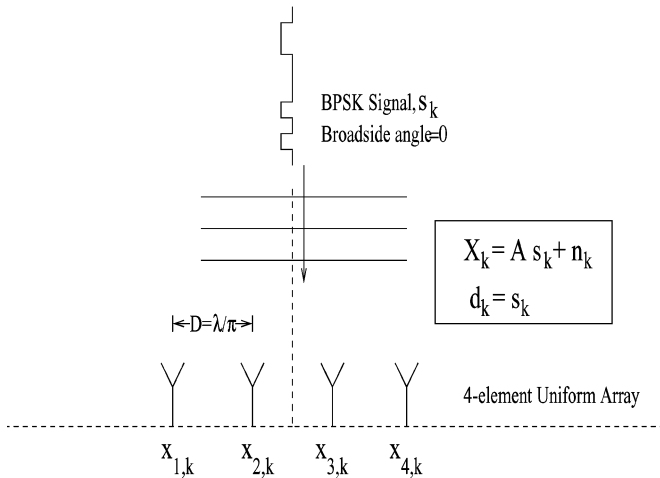 BPSK Signal, s_k
Broadside angle=0
X_k = A s_k + n_k
d_k = s_k
D=λ/π
4-element Uniform Array
x_1,k x_2,k x_3,k x_4,k